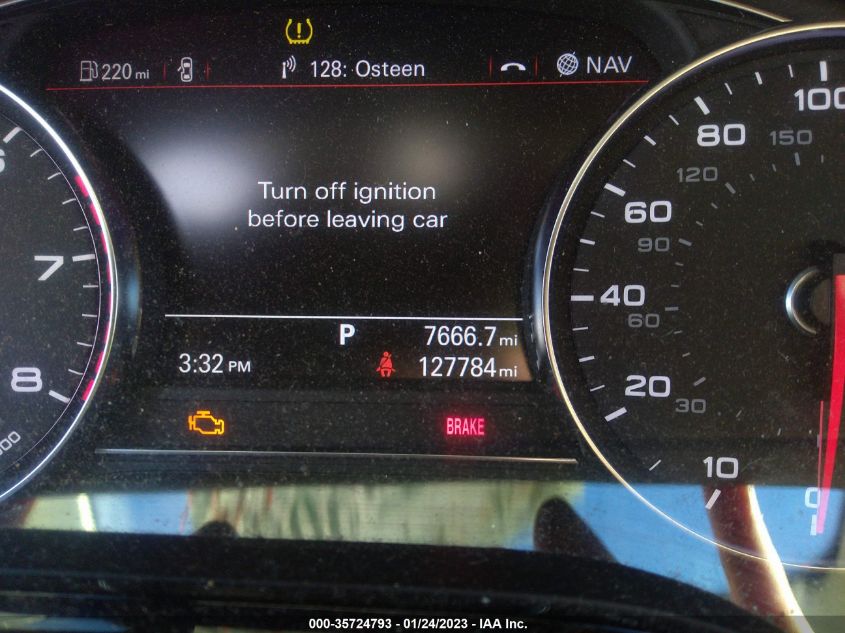 220 mi
128: Osteen
NAV
Turn off ignition
before leaving car
P
7666.7 mi
3:32 PM
127784 mi
BRAKE
7
8
100
80
150
120
60
90
40
60
20
30
10
0
000-35724793 - 01/24/2023 - IAA Inc.